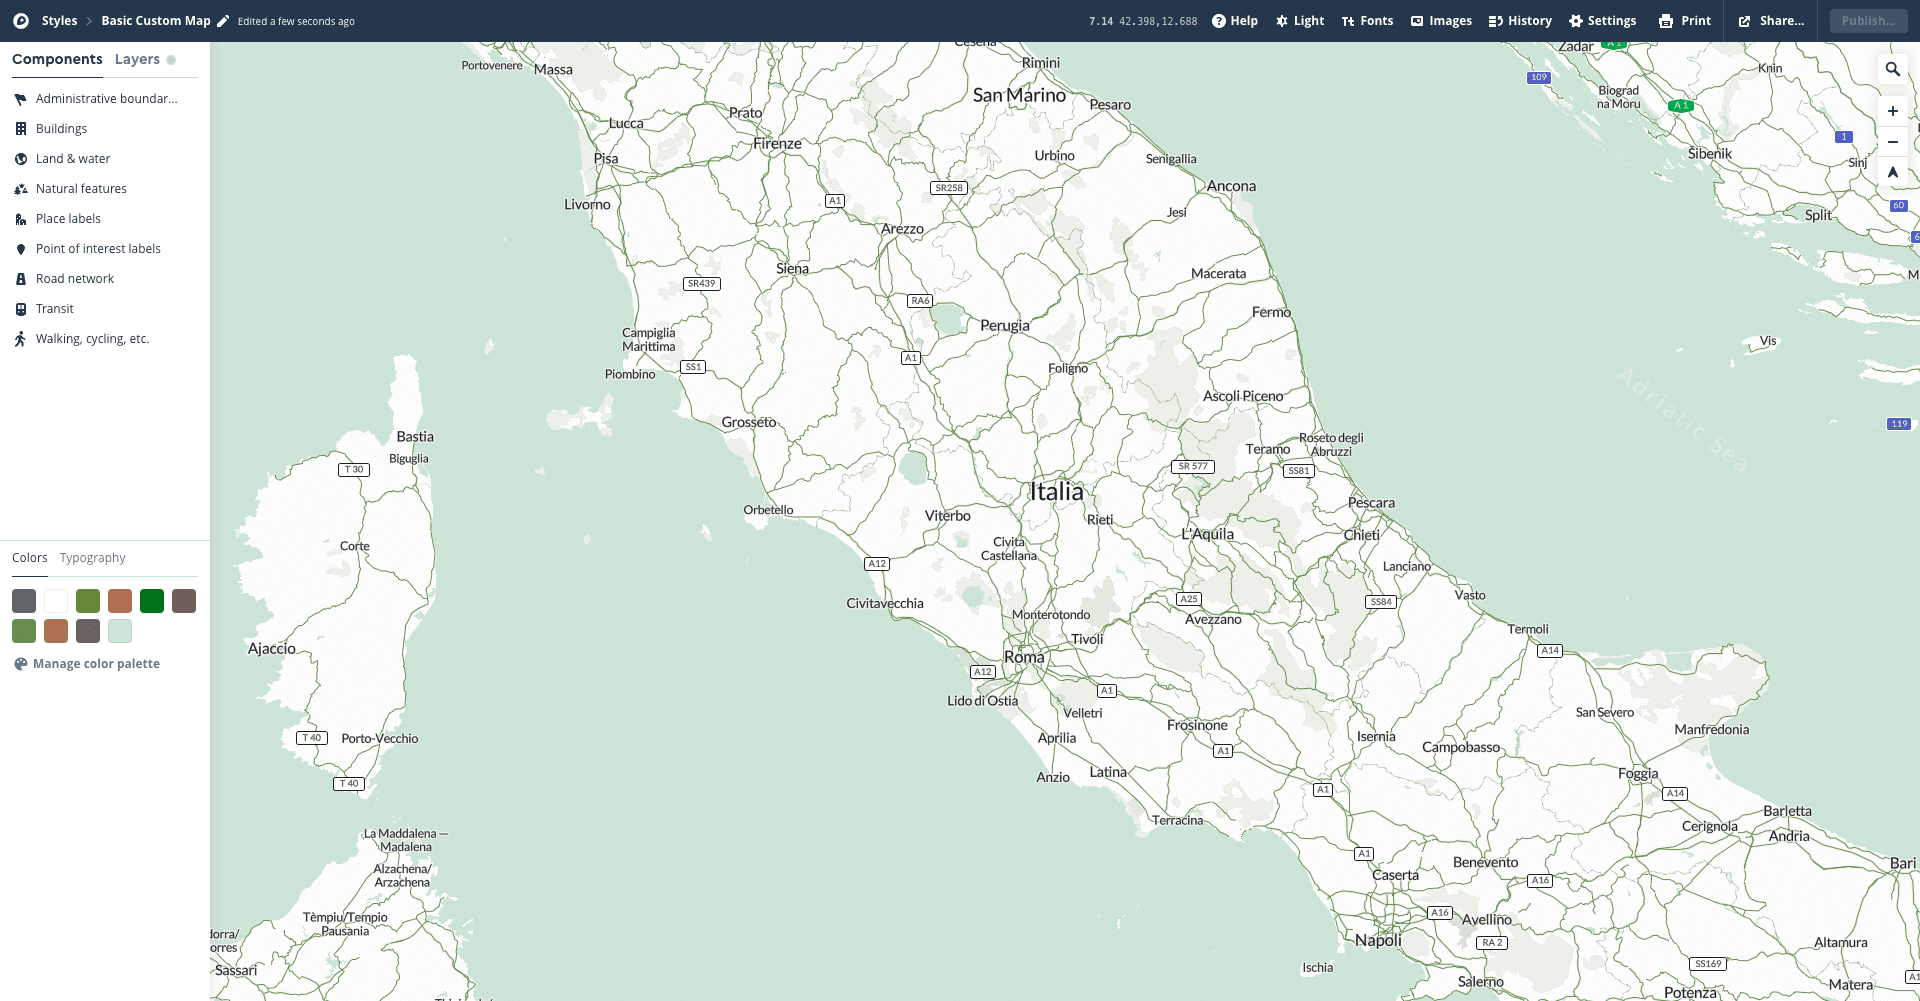 Styles
Basic Custom Map
Edited a few seconds ago
7.14 42.398,12.688
Help
Light
Fonts
Images
History
Settings
Print
Share...
Publish...
Components
Layers
Administrative boundar...
Buildings
Land & water
Natural features
Place labels
Point of interest labels
Road network
Transit
Walking, cycling, etc.
Colors
Typography
Manage color palette
Cesena
Zadar
A1
Portovenere
Massa
Rimini
109
Knin
San Marino
Pesaro
Biograd
na Moru
A1
Prato
Lucca
Firenze
1
Pisa
Urbino
Senigallia
Šibenik
Sinj
SR258
Ancona
Livorno
A1
Jesi
60
Split
Arezzo
6
Siena
Macerata
M
SR439
RA6
Fermo
Perugia
Campiglia
Marittima
Vis
A1
SS1
Foligno
Piombino
Adriatic Sea
Ascoli Piceno
Grosseto
119
Bastia
Roseto degli
Abruzzi
Teramo
Biguglia
T 30
SR 577
SS81
Italia
Pescara
Orbetello
Viterbo
Rieti
L'Aquila
Chieti
Corte
Civita
Castellana
A12
Lanciano
Civitavecchia
A25
SS84
Vasto
Monterotondo
Avezzano
Termoli
Tivoli
Ajaccio
A14
Roma
A12
A1
Lido di Ostia
Velletri
San Severo
Frosinone
Manfredonia
T 40
Porto-Vecchio
Aprilia
Isernia
Campobasso
A1
Anzio
Latina
Foggia
T 40
A1
A14
Barletta
Terracina
Cerignola
Andria
La Maddalena —
Madalena
A1
Benevento
Bari
Alzachena/
Arzachena
Caserta
A16
Tèmpiu/Tempio
Pausania
A16
Avellino
dorra/
orres
Napoli
RA 2
Altamura
Sassari
Ischia
SS169
A1
Salerno
Matera
Potenza